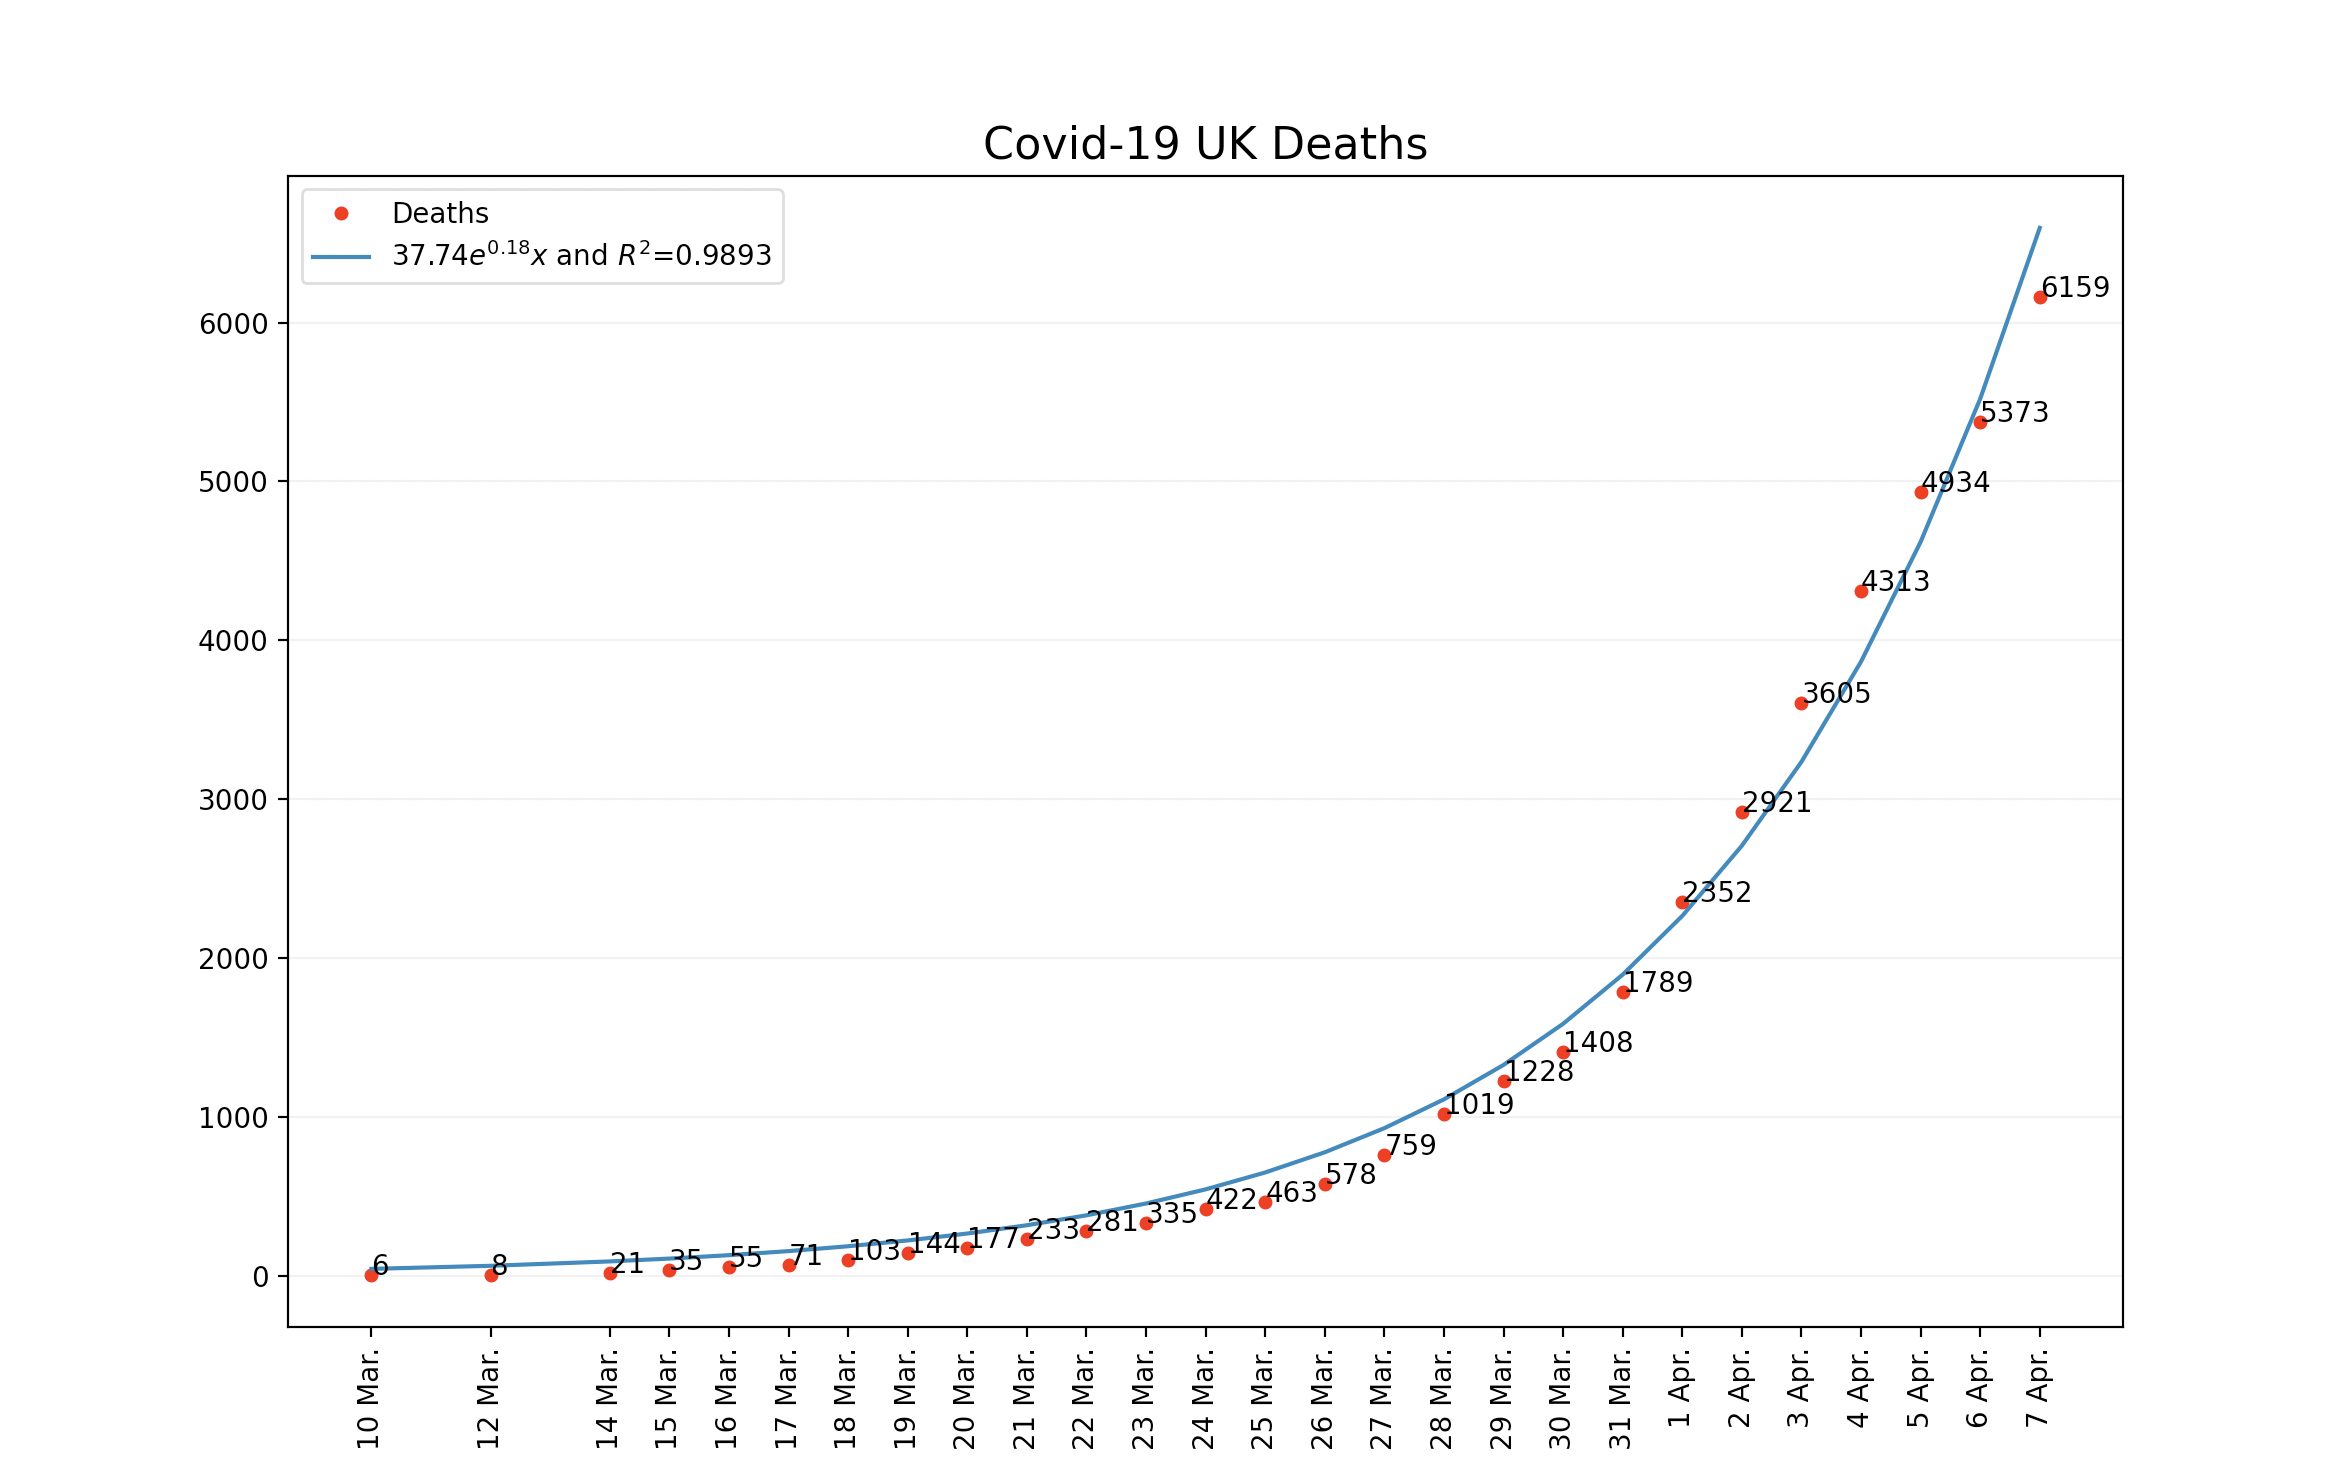 Covid-19 UK Deaths
Deaths
37.74e^0.18x and R²=0.9893
6000
5000
4000
3000
2000
1000
0
6
8
21
35
55
71
103
144
177
233
281
335
422
463
578
759
1019
1228
1408
1789
2352
2921
3605
4313
4934
5373
6159
10 Mar.
12 Mar.
14 Mar.
15 Mar.
16 Mar.
17 Mar.
18 Mar.
19 Mar.
20 Mar.
21 Mar.
22 Mar.
23 Mar.
24 Mar.
25 Mar.
26 Mar.
27 Mar.
28 Mar.
29 Mar.
30 Mar.
31 Mar.
1 Apr.
2 Apr.
3 Apr.
4 Apr.
5 Apr.
6 Apr.
7 Apr.